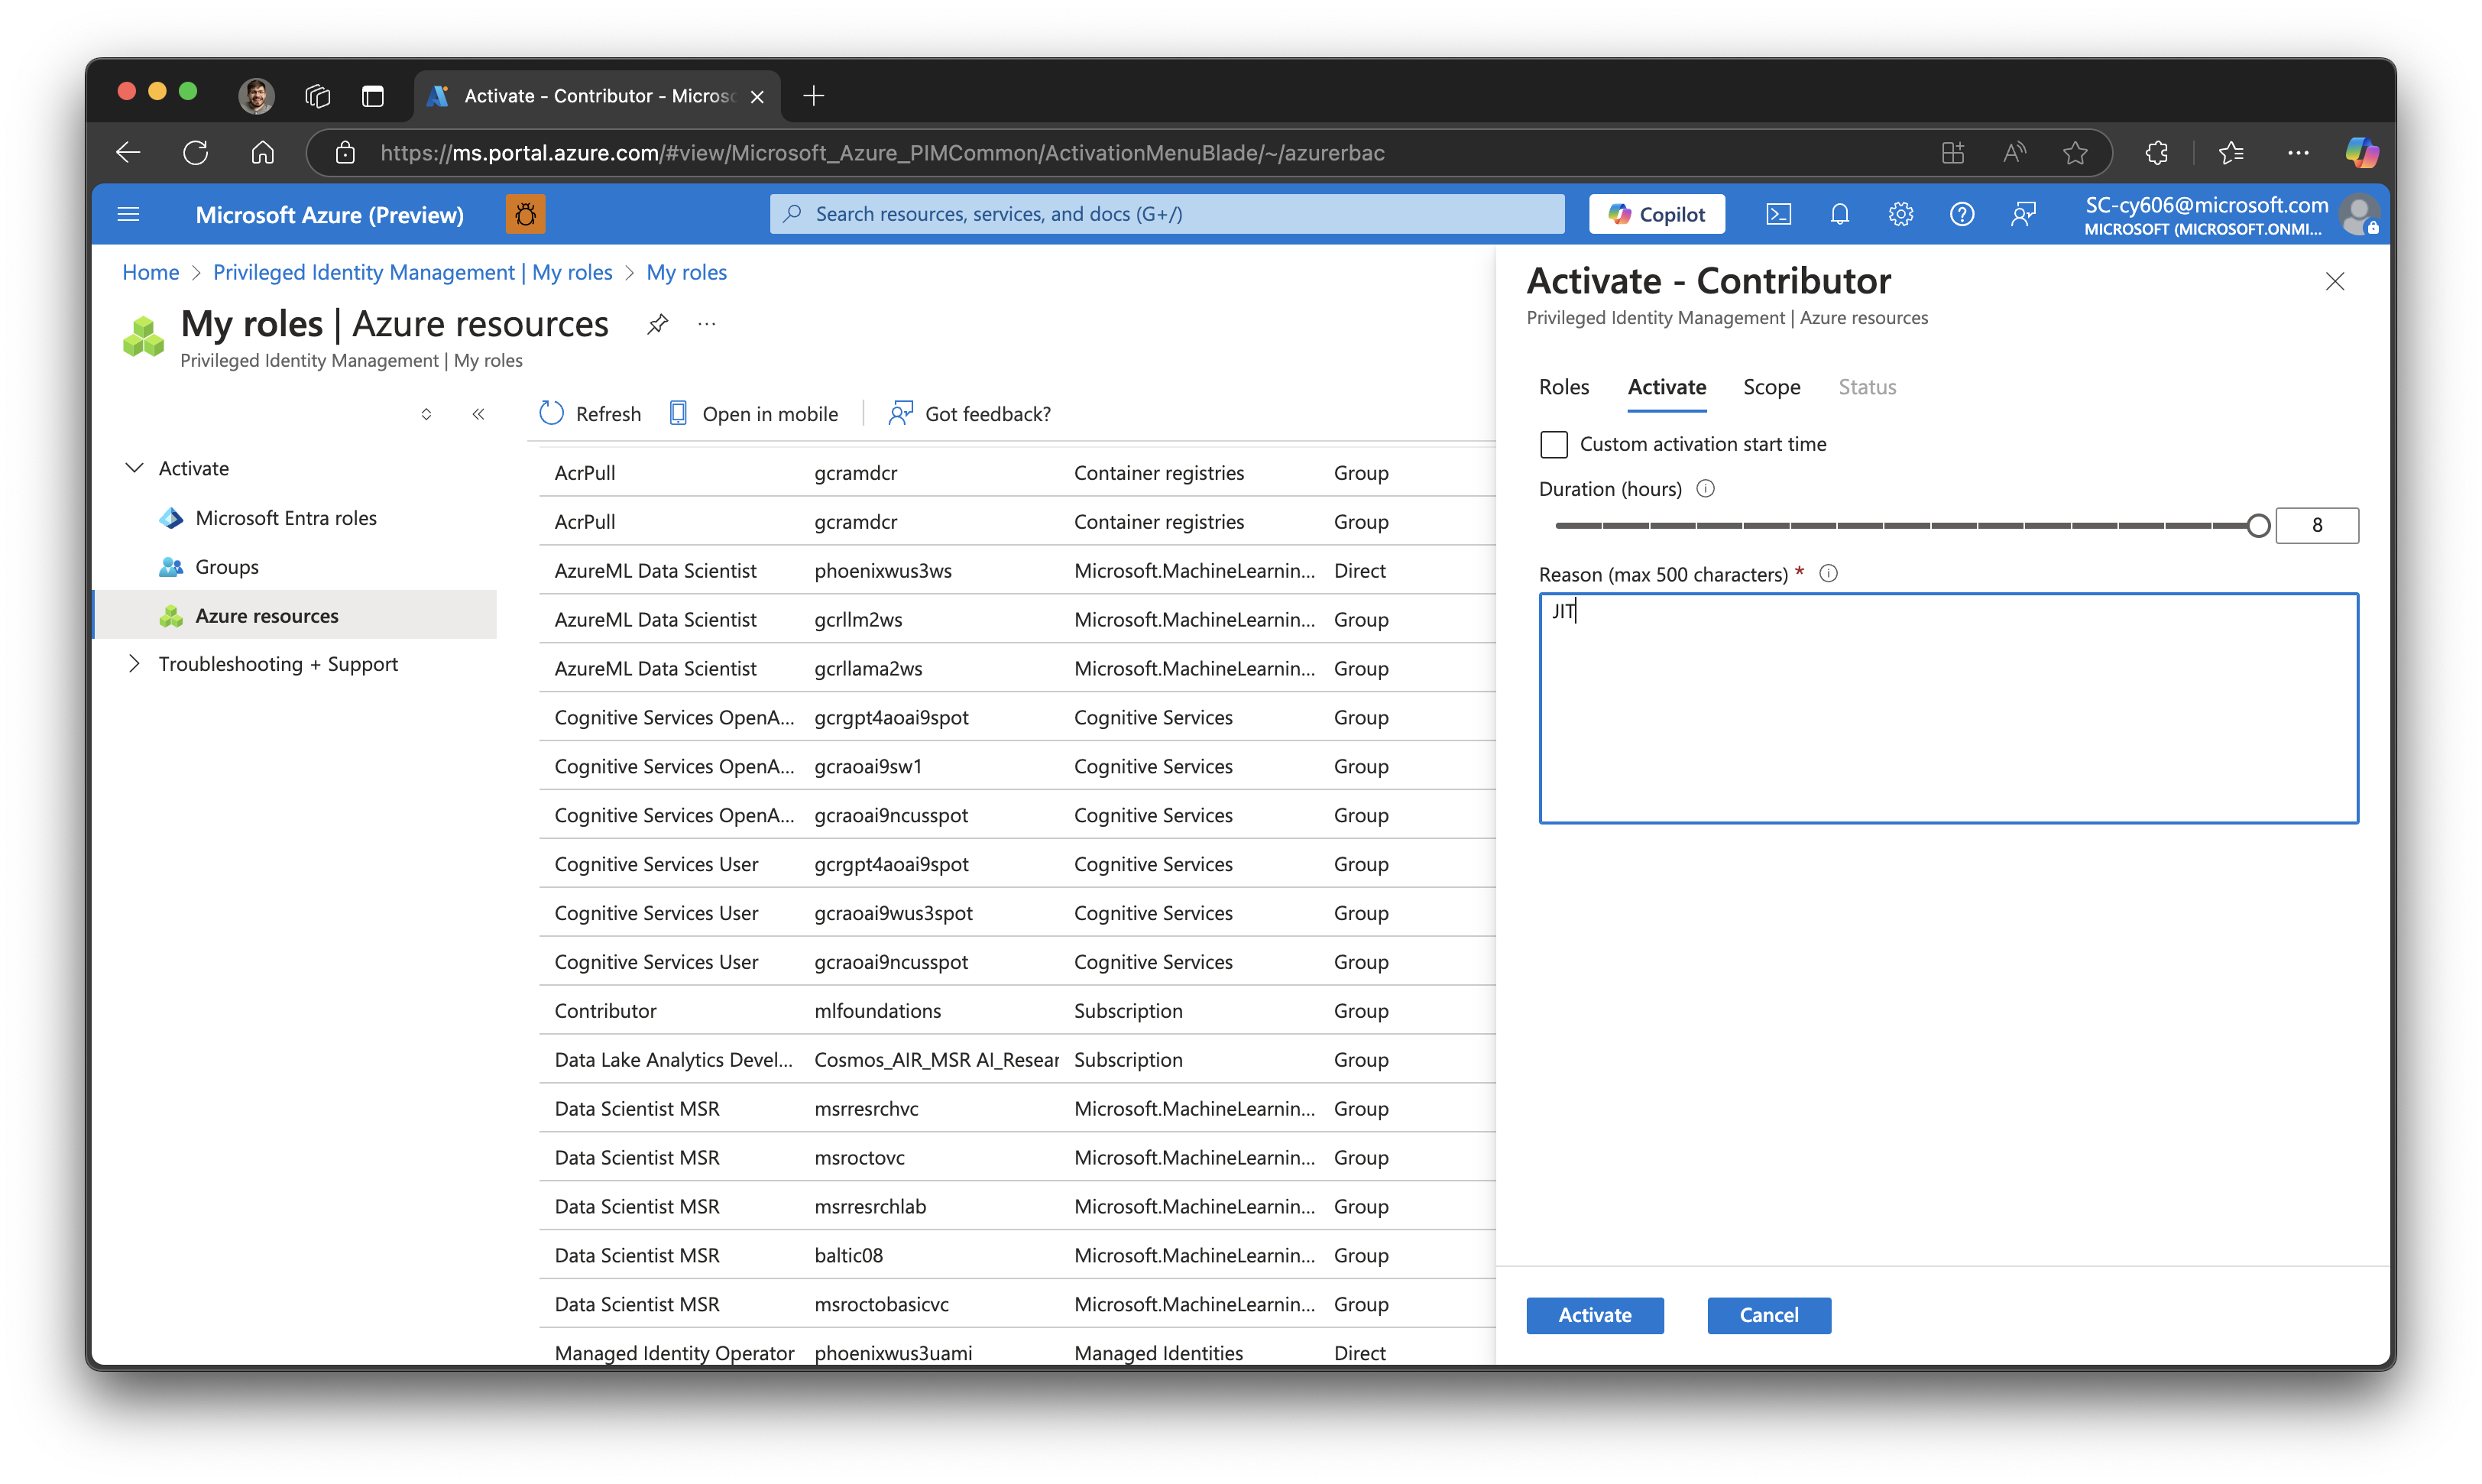 Activate - Contributor - Micros
https://ms.portal.azure.com/#view/Microsoft_Azure_PIMCommon/ActivationMenuBlade/~/azurerbac
Microsoft Azure (Preview)
Search resources, services, and docs (G+/)
Copilot
SC-cy606@microsoft.com
MICROSOFT (MICROSOFT.ONMI...
Home > Privileged Identity Management | My roles > My roles
My roles | Azure resources
Privileged Identity Management | My roles
Refresh Open in mobile Got feedback?
Activate
Microsoft Entra roles
Groups
Azure resources
Troubleshooting + Support
AcrPull gcramdcr Container registries Group
AcrPull gcramdcr Container registries Group
AzureML Data Scientist phoenixwus3ws Microsoft.MachineLearnin... Direct
AzureML Data Scientist gcrllm2ws Microsoft.MachineLearnin... Group
AzureML Data Scientist gcrllama2ws Microsoft.MachineLearnin... Group
Cognitive Services OpenA... gcrgpt4aoai9spot Cognitive Services Group
Cognitive Services OpenA... gcraoai9sw1 Cognitive Services Group
Cognitive Services OpenA... gcraoai9ncusspot Cognitive Services Group
Cognitive Services User gcrgpt4aoai9spot Cognitive Services Group
Cognitive Services User gcraoai9wus3spot Cognitive Services Group
Cognitive Services User gcraoai9ncusspot Cognitive Services Group
Contributor mlfoundations Subscription Group
Data Lake Analytics Devel... Cosmos_AIR_MSR AI_Resear Subscription Group
Data Scientist MSR msrresrchvc Microsoft.MachineLearnin... Group
Data Scientist MSR msroctovc Microsoft.MachineLearnin... Group
Data Scientist MSR msrresrchlab Microsoft.MachineLearnin... Group
Data Scientist MSR baltic08 Microsoft.MachineLearnin... Group
Data Scientist MSR msroctobasicvc Microsoft.MachineLearnin... Group
Managed Identity Operator phoenixwus3uami Managed Identities Direct
Activate - Contributor
Privileged Identity Management | Azure resources
Roles Activate Scope Status
Custom activation start time
Duration (hours)
8
Reason (max 500 characters) *
JIT
Activate Cancel